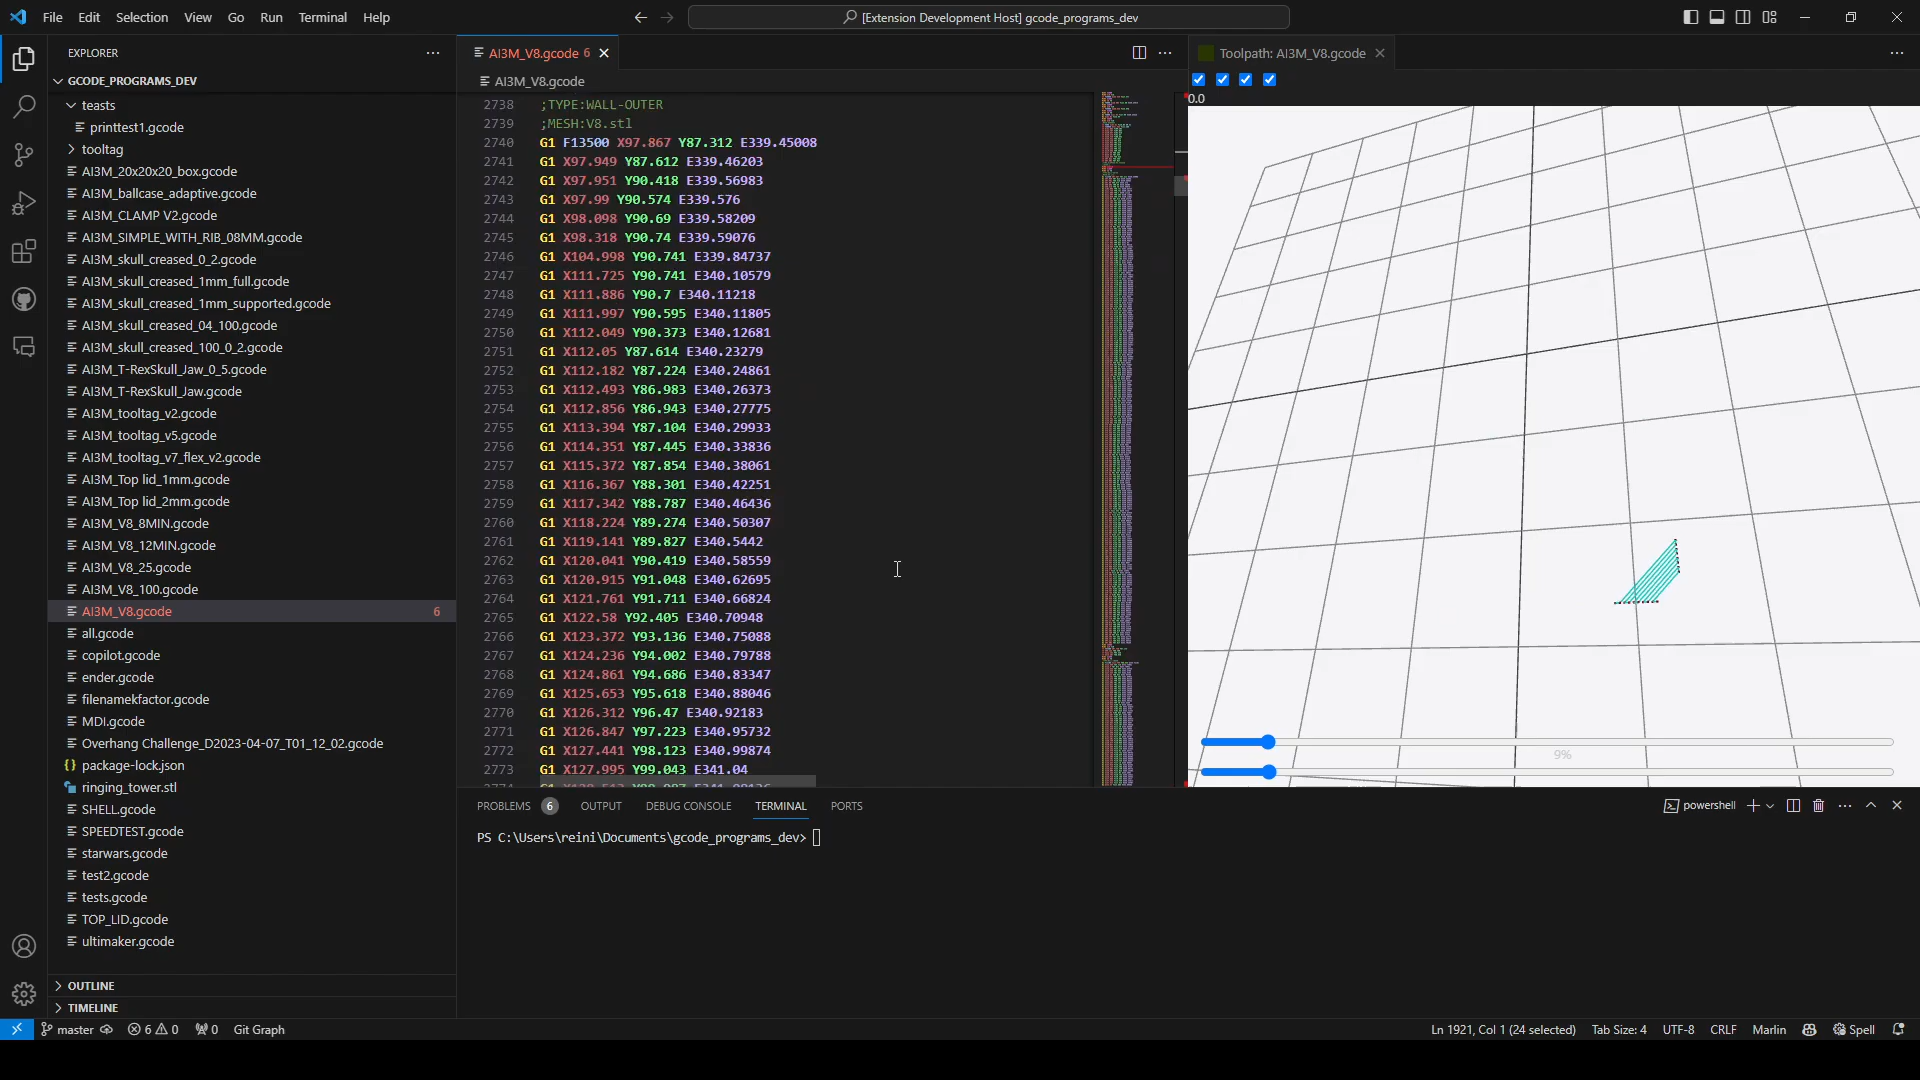 File Edit Selection View Go Run Terminal Help
[Extension Development Host] gcode_programs_dev
EXPLORER
GCODE_PROGRAMS_DEV
teasts
printtest1.gcode
tooltag
AI3M_20x20x20_box.gcode
AI3M_ballcase_adaptive.gcode
AI3M_CLAMP V2.gcode
AI3M_SIMPLE_WITH_RIB_08MM.gcode
AI3M_skull_creased_0_2.gcode
AI3M_skull_creased_1mm_full.gcode
AI3M_skull_creased_1mm_supported.gcode
AI3M_skull_creased_04_100.gcode
AI3M_skull_creased_100_0_2.gcode
AI3M_T-RexSkull_Jaw_0_5.gcode
AI3M_T-RexSkull_Jaw.gcode
AI3M_tooltag_v2.gcode
AI3M_tooltag_v5.gcode
AI3M_tooltag_v7_flex_v2.gcode
AI3M_Top lid_1mm.gcode
AI3M_Top lid_2mm.gcode
AI3M_V8_8MIN.gcode
AI3M_V8_12MIN.gcode
AI3M_V8_25.gcode
AI3M_V8_100.gcode
AI3M_V8.gcode 6
all.gcode
copilot.gcode
ender.gcode
filenamekfactor.gcode
MDI.gcode
Overhang Challenge_D2023-04-07_T01_12_02.gcode
package-lock.json
ringing_tower.stl
SHELL.gcode
SPEEDTEST.gcode
starwars.gcode
test2.gcode
tests.gcode
TOP_LID.gcode
ultimaker.gcode
OUTLINE
TIMELINE
AI3M_V8.gcode 6
AI3M_V8.gcode
2738 ;TYPE:WALL-OUTER
2739 ;MESH:V8.stl
2740 G1 F13500 X97.867 Y87.312 E339.45008
2741 G1 X97.949 Y87.612 E339.46203
2742 G1 X97.951 Y90.418 E339.56983
2743 G1 X97.99 Y90.574 E339.576
2744 G1 X98.098 Y90.69 E339.58209
2745 G1 X98.318 Y90.74 E339.59076
2746 G1 X104.998 Y90.741 E339.84737
2747 G1 X111.725 Y90.741 E340.10579
2748 G1 X111.886 Y90.7 E340.11218
2749 G1 X111.997 Y90.595 E340.11805
2750 G1 X112.049 Y90.373 E340.12681
2751 G1 X112.05 Y87.614 E340.23279
2752 G1 X112.182 Y87.224 E340.24861
2753 G1 X112.493 Y86.983 E340.26373
2754 G1 X112.856 Y86.943 E340.27775
2755 G1 X113.394 Y87.104 E340.29933
2756 G1 X114.351 Y87.445 E340.33836
2757 G1 X115.372 Y87.854 E340.38061
2758 G1 X116.367 Y88.301 E340.42251
2759 G1 X117.342 Y88.787 E340.46436
2760 G1 X118.224 Y89.274 E340.50307
2761 G1 X119.141 Y89.827 E340.5442
2762 G1 X120.041 Y90.419 E340.58559
2763 G1 X120.915 Y91.048 E340.62695
2764 G1 X121.761 Y91.711 E340.66824
2765 G1 X122.58 Y92.405 E340.70948
2766 G1 X123.372 Y93.136 E340.75088
2767 G1 X124.236 Y94.002 E340.79788
2768 G1 X124.861 Y94.686 E340.83347
2769 G1 X125.653 Y95.618 E340.88046
2770 G1 X126.312 Y96.47 E340.92183
2771 G1 X126.847 Y97.223 E340.95732
2772 G1 X127.441 Y98.123 E340.99874
2773 G1 X127.995 Y99.043 E341.04
Toolpath: AI3M_V8.gcode
0.0
9%
PROBLEMS 6 OUTPUT DEBUG CONSOLE TERMINAL PORTS
powershell
PS C:\Users\reini\Documents\gcode_programs_dev>
master 6 0 0 Git Graph
Ln 1921, Col 1 (24 selected) Tab Size: 4 UTF-8 CRLF Marlin Spell